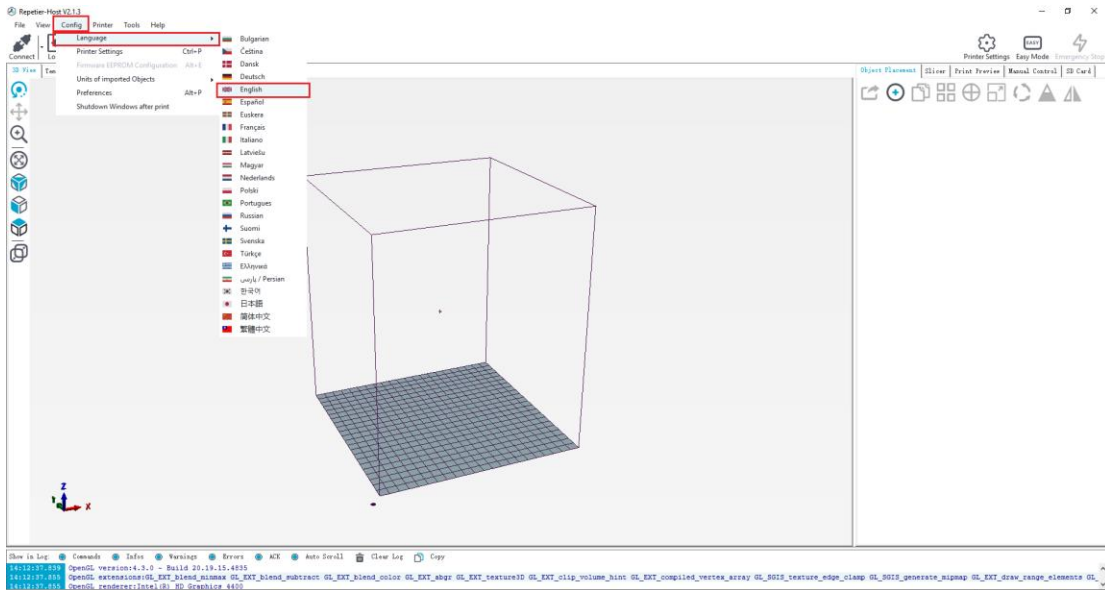 Repetier-Host V2.1.3
File View Config Printer Tools Help
Connect
Printer Settings Easy Mode Emergency Stop
Language
Printer Settings Ctrl+P
Firmware EEPROM Configuration Alt+E
Units of imported Objects
Preferences Alt+P
Shutdown Windows after print
Bulgarian
Čeština
Dansk
Deutsch
English
Español
Euskera
Français
Italiano
Latviešu
Magyar
Nederlands
Polski
Portugues
Russian
Suomi
Svenska
Türkçe
Ελληνικά
پارسی / Persian
한국어
日本語
简体中文
繁體中文
3D View
Object Placement Slicer Print Preview Manual Control SD Card
Z
Y
X
Show in Log: Commands Infos Warnings Errors ACK Auto Scroll Clear Log Copy
14:12:37.839 OpenGL version:4.3.0 - Build 20.19.15.4835
14:12:37.855 OpenGL extensions:GL_EXT_blend_minmax GL_EXT_blend_subtract GL_EXT_blend_color GL_EXT_abgr GL_EXT_texture3D GL_EXT_clip_volume_hint GL_EXT_compiled_vertex_array GL_SGIS_texture_edge_clamp GL_SGIS_generate_mipmap GL_EXT_draw_range_elements GL_
14:12:37.855 OpenGL renderer:Intel(R) HD Graphics 4400